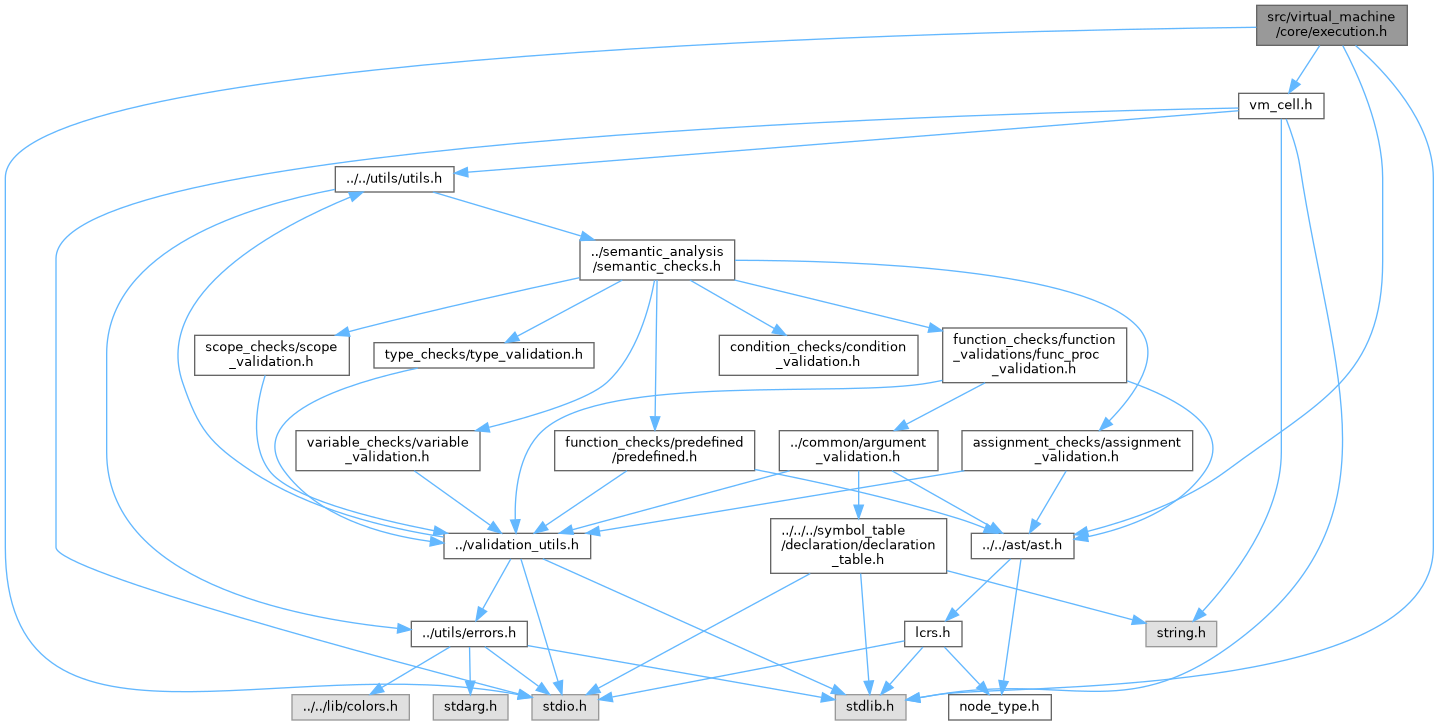 src/virtual_machine
/core/execution.h
vm_cell.h
../../utils/utils.h
../semantic_analysis
/semantic_checks.h
scope_checks/scope
_validation.h
type_checks/type_validation.h
condition_checks/condition
_validation.h
function_checks/function
_validations/func_proc
_validation.h
variable_checks/variable
_validation.h
function_checks/predefined
/predefined.h
../common/argument
_validation.h
assignment_checks/assignment
_validation.h
../validation_utils.h
../../../symbol_table
/declaration/declaration
_table.h
../../ast/ast.h
../utils/errors.h
lcrs.h
string.h
../../lib/colors.h
stdarg.h
stdio.h
stdlib.h
node_type.h